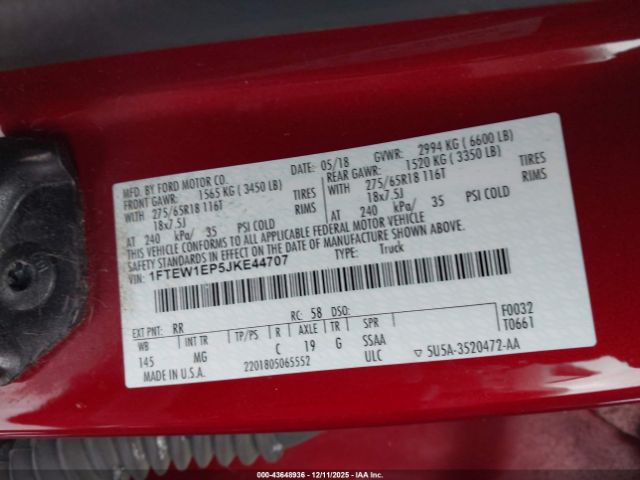 MFD. BY FORD MOTOR CO.
DATE: 05/18 GVWR: 2994 KG ( 6600 LB)
FRONT GAWR: 1565 KG ( 3450 LB) REAR GAWR: 1520 KG ( 3350 LB)
WITH 275/65R18 116T TIRES WITH 275/65R18 116T TIRES
18x7.5J RIMS 18x7.5J RIMS
AT 240 kPa/ 35 PSI COLD AT 240 kPa/ 35 PSI COLD
THIS VEHICLE CONFORMS TO ALL APPLICABLE FEDERAL MOTOR VEHICLE
SAFETY STANDARDS IN EFFECT ON THE DATE OF MANUFACTURE SHOWN ABOVE.
VIN: 1FTEW1EP5JKE44707 TYPE: Truck
EXT PNT: RR RC: 58 DSO: F0032
WB INT TR TP/PS R AXLE TR SPR T0661
145 MG C 19 G SSAA
MADE IN U.S.A. 2201805065552 ULC ▽ 5U5A-3520472-AA
000-43648936 - 12/11/2025 - IAA Inc.